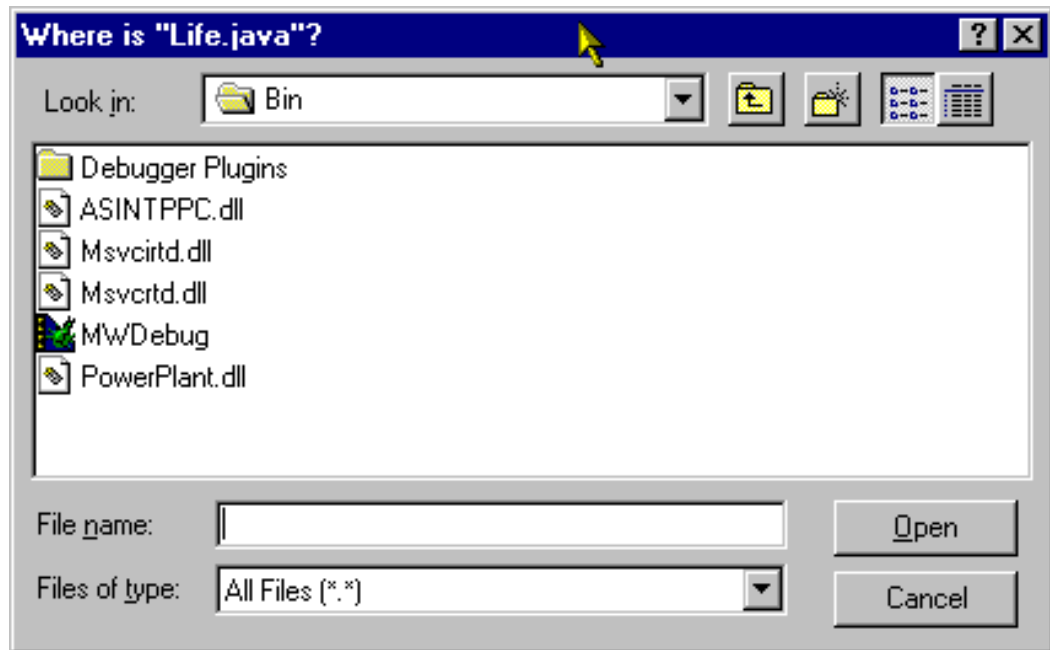 Where is "Life.java"?
Look in: Bin
Debugger Plugins
ASINTPPC.dll
Msvcirtd.dll
Msvcrtd.dll
MWDebug
PowerPlant.dll
File name: Open
Files of type: All Files (*.*) Cancel